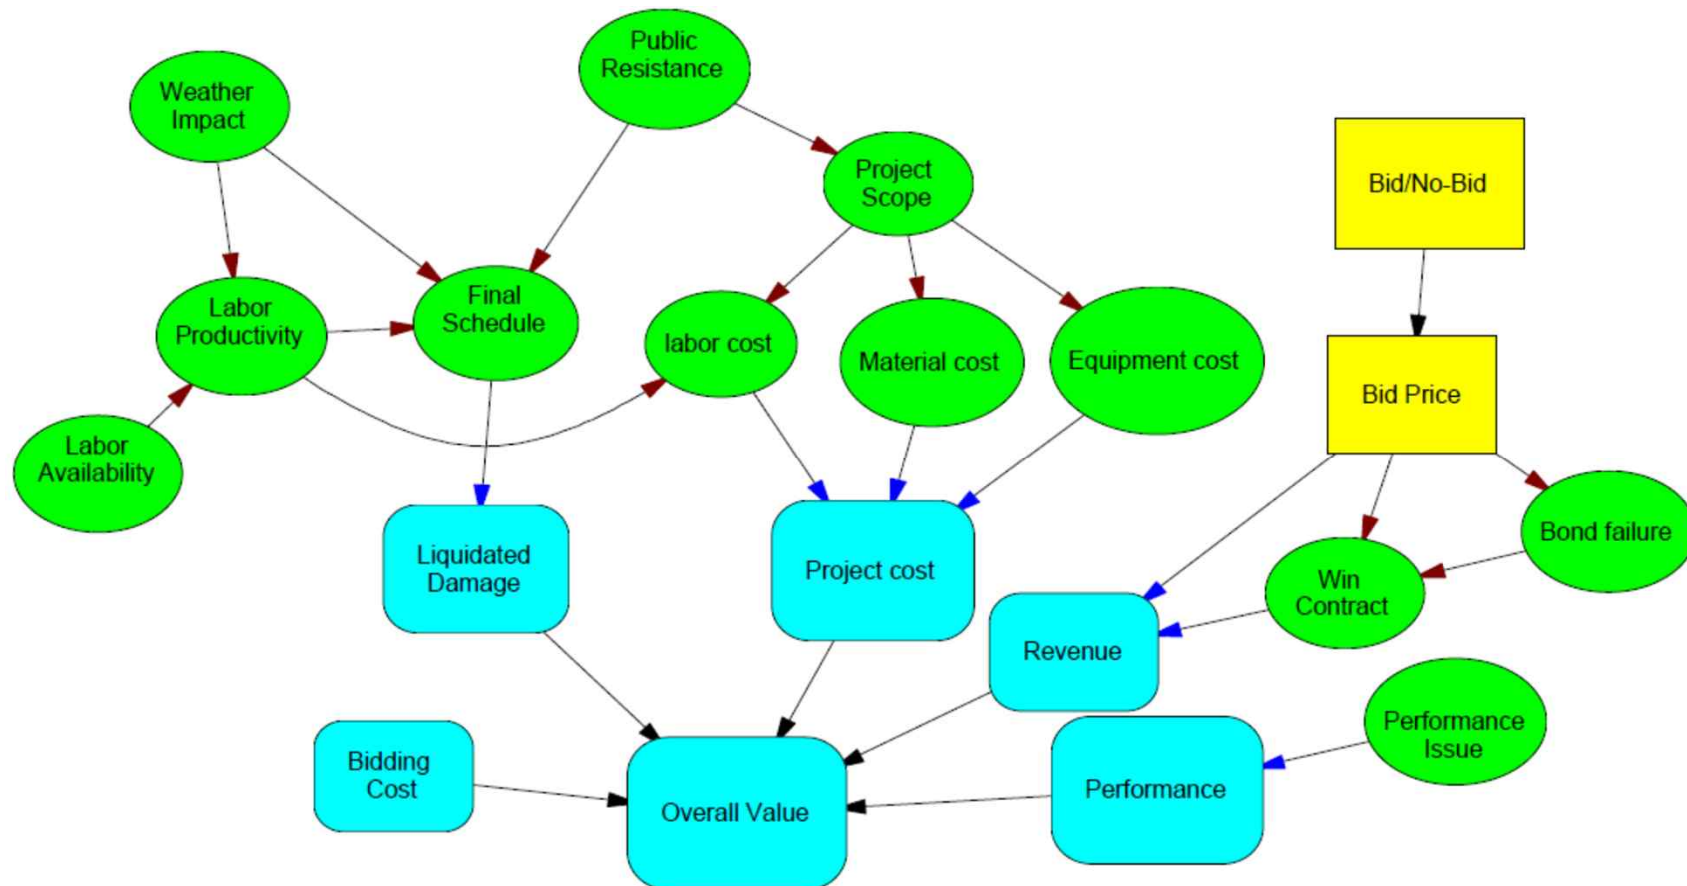 Public
Resistance
Weather
Impact
Project
Scope
Bid/No-Bid
Labor
Productivity
Final
Schedule
labor cost
Material cost
Equipment cost
Bid Price
Labor
Availability
Bond failure
Liquidated
Damage
Project cost
Win
Contract
Revenue
Performance
Issue
Bidding
Cost
Overall Value
Performance